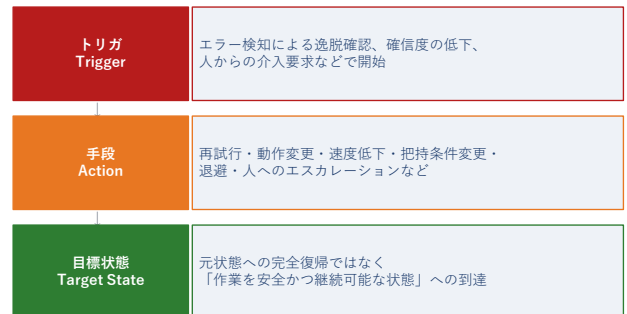 トリガ
Trigger
エラー検知による逸脱確認、確信度の低下、
人からの介入要求などで開始
手段
Action
再試行・動作変更・速度低下・把持条件変更・
退避・人へのエスカレーションなど
目標状態
Target State
元状態への完全復帰ではなく
「作業を安全かつ継続可能な状態」への到達